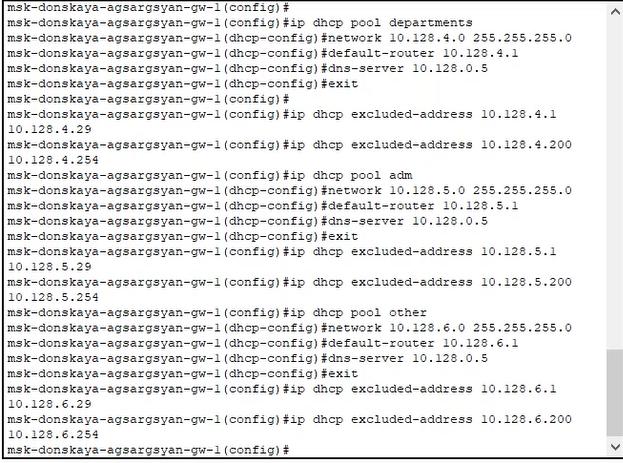 msk-donskaya-agsargsyan-gw-1(config)#
msk-donskaya-agsargsyan-gw-1(config)#ip dhcp pool departments
msk-donskaya-agsargsyan-gw-1(dhcp-config)#network 10.128.4.0 255.255.255.0
msk-donskaya-agsargsyan-gw-1(dhcp-config)#default-router 10.128.4.1
msk-donskaya-agsargsyan-gw-1(dhcp-config)#dns-server 10.128.0.5
msk-donskaya-agsargsyan-gw-1(dhcp-config)#exit
msk-donskaya-agsargsyan-gw-1(config)#
msk-donskaya-agsargsyan-gw-1(config)#ip dhcp excluded-address 10.128.4.1
10.128.4.29
msk-donskaya-agsargsyan-gw-1(config)#ip dhcp excluded-address 10.128.4.200
10.128.4.254
msk-donskaya-agsargsyan-gw-1(config)#ip dhcp pool adm
msk-donskaya-agsargsyan-gw-1(dhcp-config)#network 10.128.5.0 255.255.255.0
msk-donskaya-agsargsyan-gw-1(dhcp-config)#default-router 10.128.5.1
msk-donskaya-agsargsyan-gw-1(dhcp-config)#dns-server 10.128.0.5
msk-donskaya-agsargsyan-gw-1(dhcp-config)#exit
msk-donskaya-agsargsyan-gw-1(config)#ip dhcp excluded-address 10.128.5.1
10.128.5.29
msk-donskaya-agsargsyan-gw-1(config)#ip dhcp excluded-address 10.128.5.200
10.128.5.254
msk-donskaya-agsargsyan-gw-1(config)#ip dhcp pool other
msk-donskaya-agsargsyan-gw-1(dhcp-config)#network 10.128.6.0 255.255.255.0
msk-donskaya-agsargsyan-gw-1(dhcp-config)#default-router 10.128.6.1
msk-donskaya-agsargsyan-gw-1(dhcp-config)#dns-server 10.128.0.5
msk-donskaya-agsargsyan-gw-1(dhcp-config)#exit
msk-donskaya-agsargsyan-gw-1(config)#ip dhcp excluded-address 10.128.6.1
10.128.6.29
msk-donskaya-agsargsyan-gw-1(config)#ip dhcp excluded-address 10.128.6.200
10.128.6.254
msk-donskaya-agsargsyan-gw-1(config)#